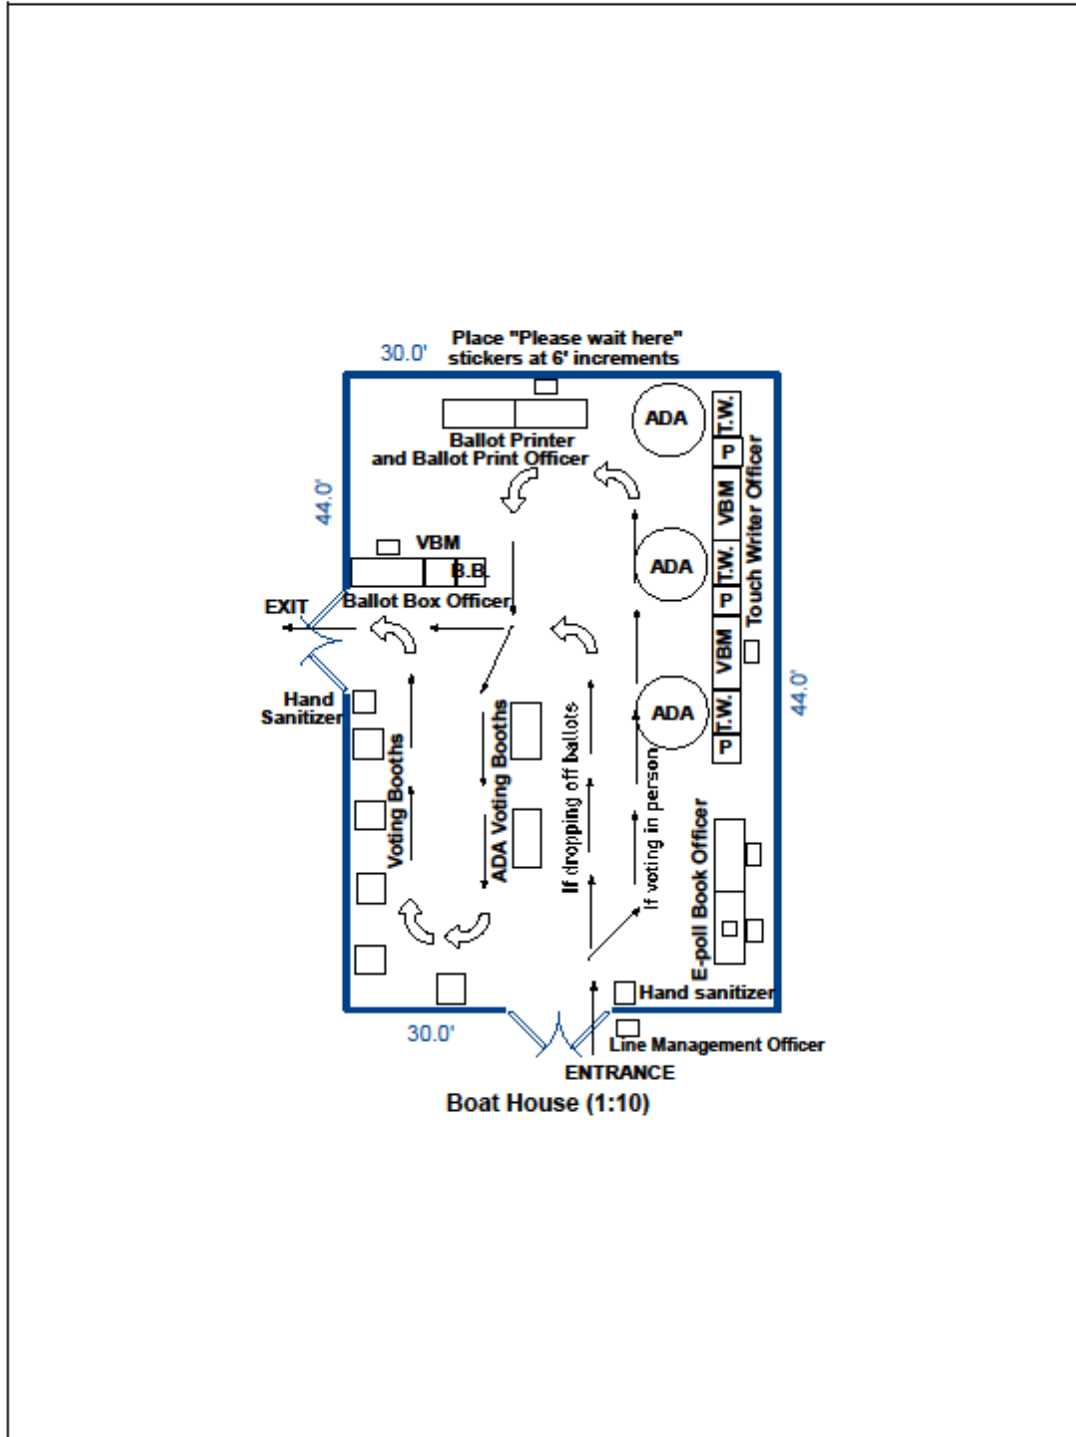 Place "Please wait here"
stickers at 6' increments
30.0'
ADA
T.W.
P
Ballot Printer
and Ballot Print Officer
VBM
Touch Writer Officer
44.0'
VBM
B.B.
ADA
T.W.
P
Ballot Box Officer
EXIT
VBM
44.0'
Hand
Sanitizer
ADA
T.W.
P
Voting Booths
ADA Voting Booths
If dropping off ballots
If voting in person
E-poll Book Officer
Hand sanitizer
30.0'
Line Management Officer
ENTRANCE
Boat House (1:10)